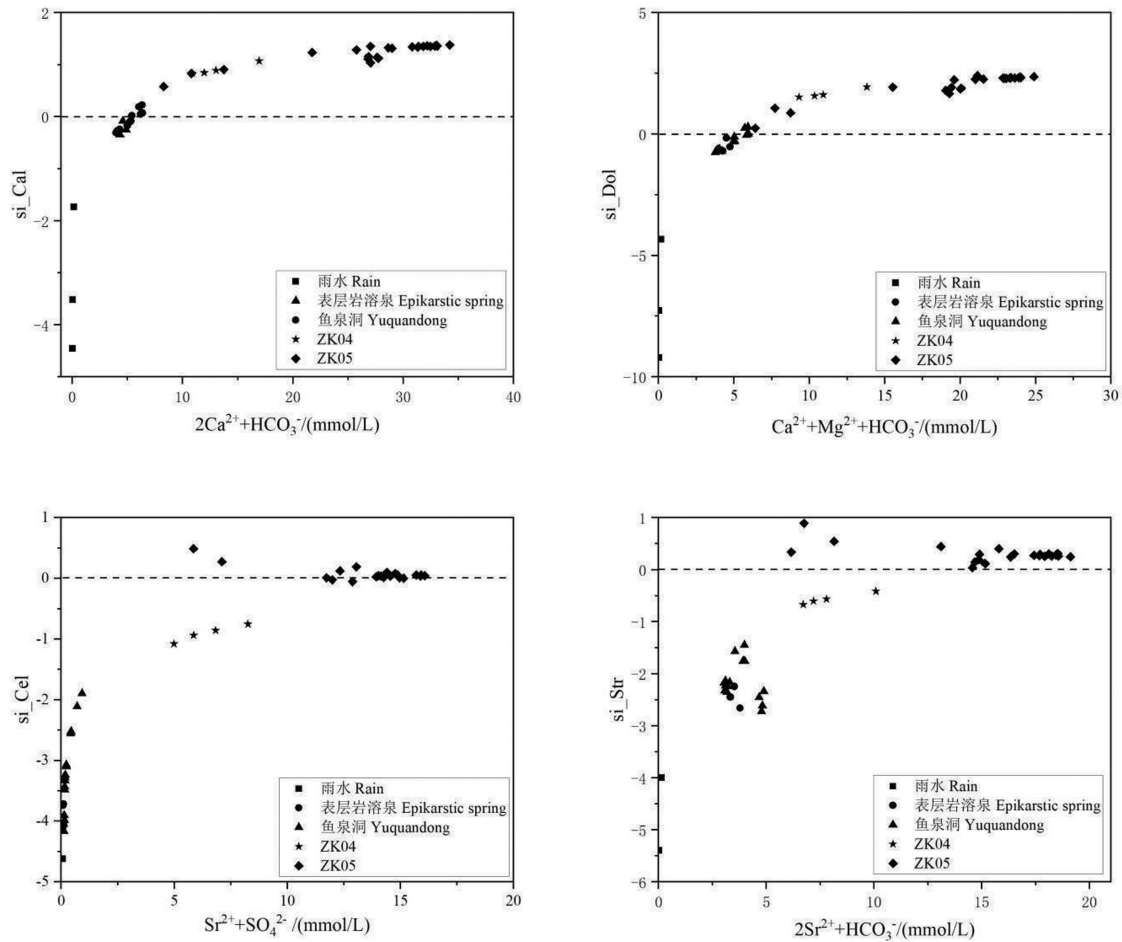 2
0
-2
-4
si_Cal
0
10
20
30
40
2Ca²⁺+HCO₃⁻/(mmol/L)
雨水 Rain
表层岩溶泉 Epikarstic spring
鱼泉洞 Yuquandong
ZK04
ZK05
5
0
-5
-10
si_Dol
0
5
10
15
20
25
30
Ca²⁺+Mg²⁺+HCO₃⁻/(mmol/L)
雨水 Rain
表层岩溶泉 Epikarstic spring
鱼泉洞 Yuquandong
ZK04
ZK05
1
0
-1
-2
-3
-4
-5
si_Cel
0
5
10
15
20
Sr²⁺+SO₄²⁻ /(mmol/L)
雨水 Rain
表层岩溶泉 Epikarstic spring
鱼泉洞 Yuquandong
ZK04
ZK05
1
0
-1
-2
-3
-4
-5
-6
si_Str
0
5
10
15
20
2Sr²⁺+HCO₃⁻/(mmol/L)
雨水 Rain
表层岩溶泉 Epikarstic spring
鱼泉洞 Yuquandong
ZK04
ZK05